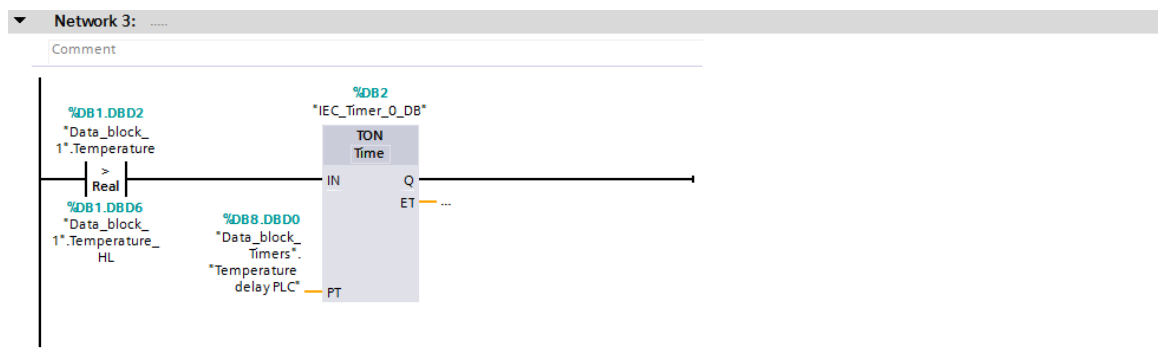 Network 3: .....
Comment
%DB1.DBD2
"Data_block_
1".Temperature
>
Real
%DB1.DBD6
"Data_block_
1".Temperature_
HL
%DB2
"IEC_Timer_0_DB"
TON
Time
IN
Q
ET
...
%DB8.DBD0
"Data_block_
Timers".
"Temperature
delay PLC"
PT